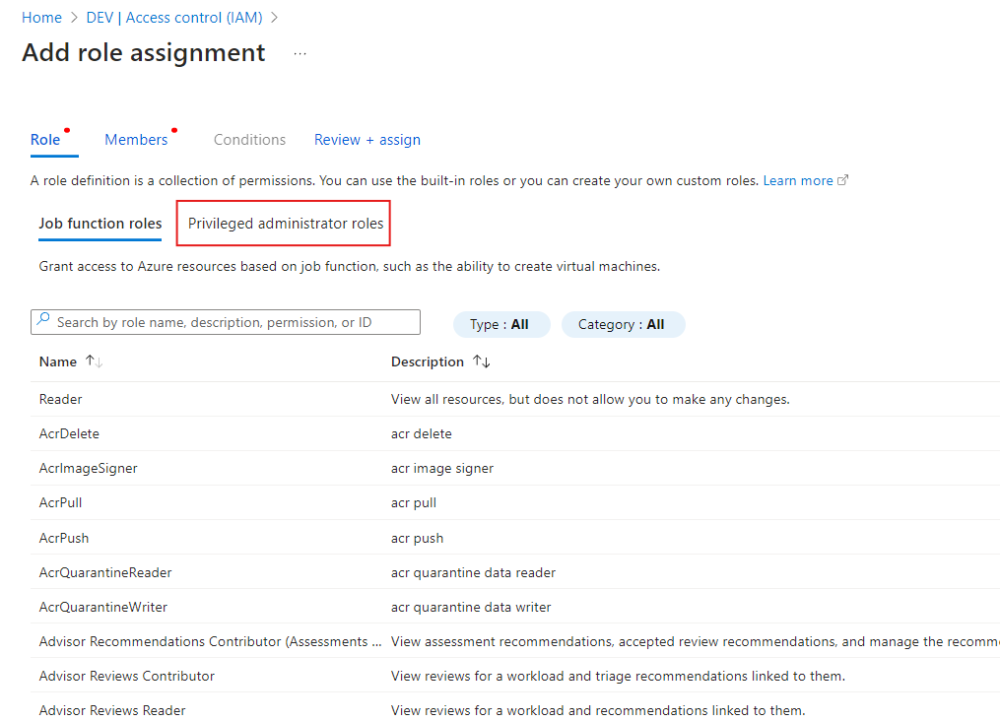 Home > DEV | Access control (IAM) >
Add role assignment ...
Role Members Conditions Review + assign
A role definition is a collection of permissions. You can use the built-in roles or you can create your own custom roles. Learn more
Job function roles Privileged administrator roles
Grant access to Azure resources based on job function, such as the ability to create virtual machines.
Search by role name, description, permission, or ID Type : All Category : All
Name ↑↓ Description ↑↓
Reader View all resources, but does not allow you to make any changes.
AcrDelete acr delete
AcrImageSigner acr image signer
AcrPull acr pull
AcrPush acr push
AcrQuarantineReader acr quarantine data reader
AcrQuarantineWriter acr quarantine data writer
Advisor Recommendations Contributor (Assessments ... View assessment recommendations, accepted review recommendations, and manage the recomm
Advisor Reviews Contributor View reviews for a workload and triage recommendations linked to them.
Advisor Reviews Reader View reviews for a workload and recommendations linked to them.